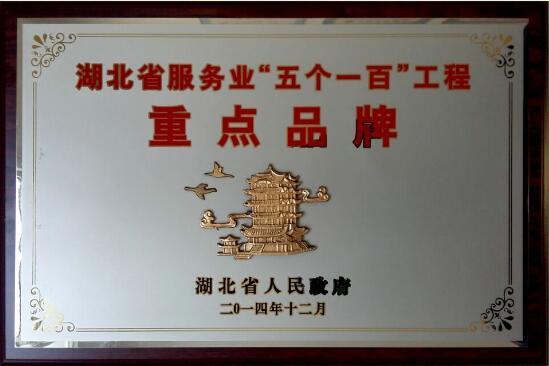 湖北省服务业“五个一百”工程
重点品牌
湖北省人民政府
二〇一四年十二月